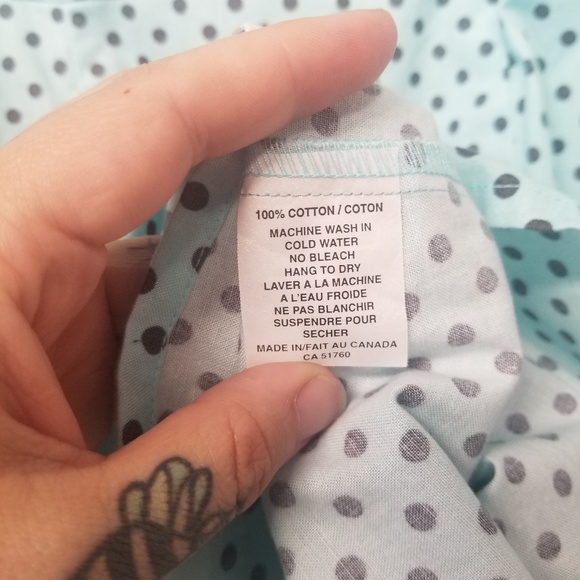 100% COTTON / COTON
MACHINE WASH IN
COLD WATER
NO BLEACH
HANG TO DRY
LAVER A LA MACHINE
A L'EAU FROIDE
NE PAS BLANCHIR
SUSPENDRE POUR
SECHER
MADE IN/FAIT AU CANADA
CA 51760